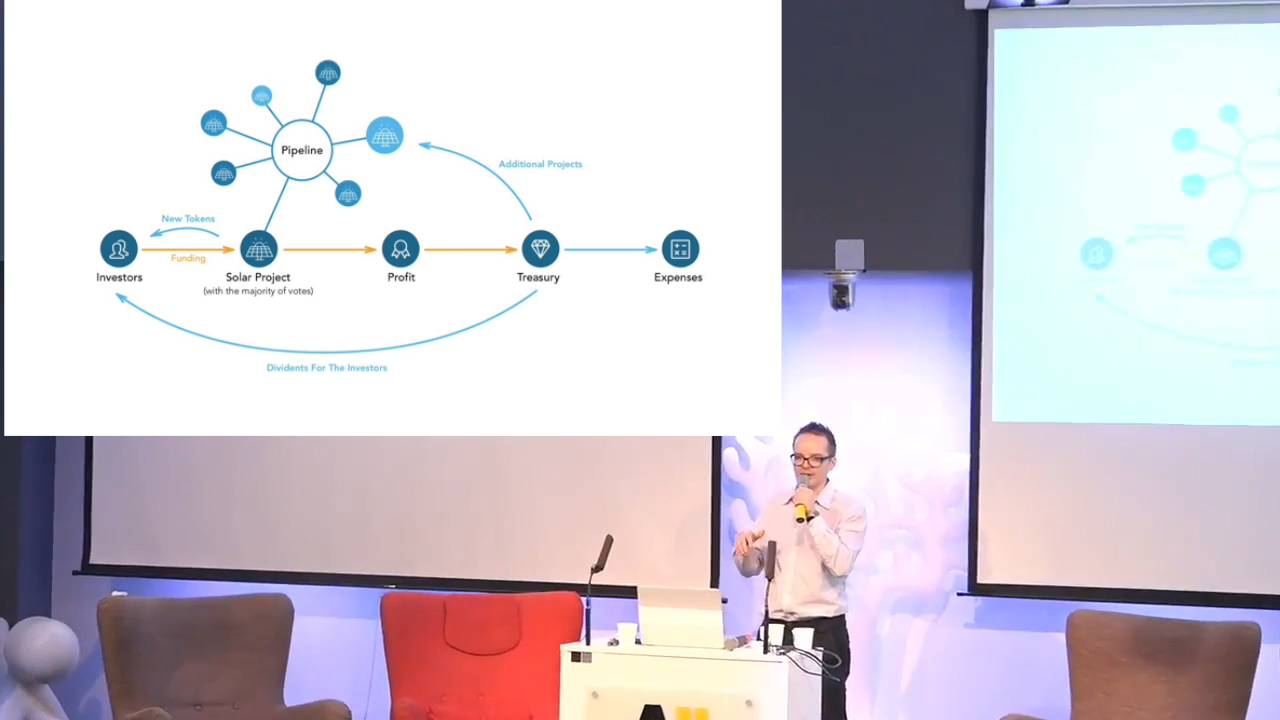 Pipeline
Additional Projects
New Tokens
Funding
Investors
Solar Project
(with the majority of votes)
Profit
Treasury
Expenses
Dividents For The Investors